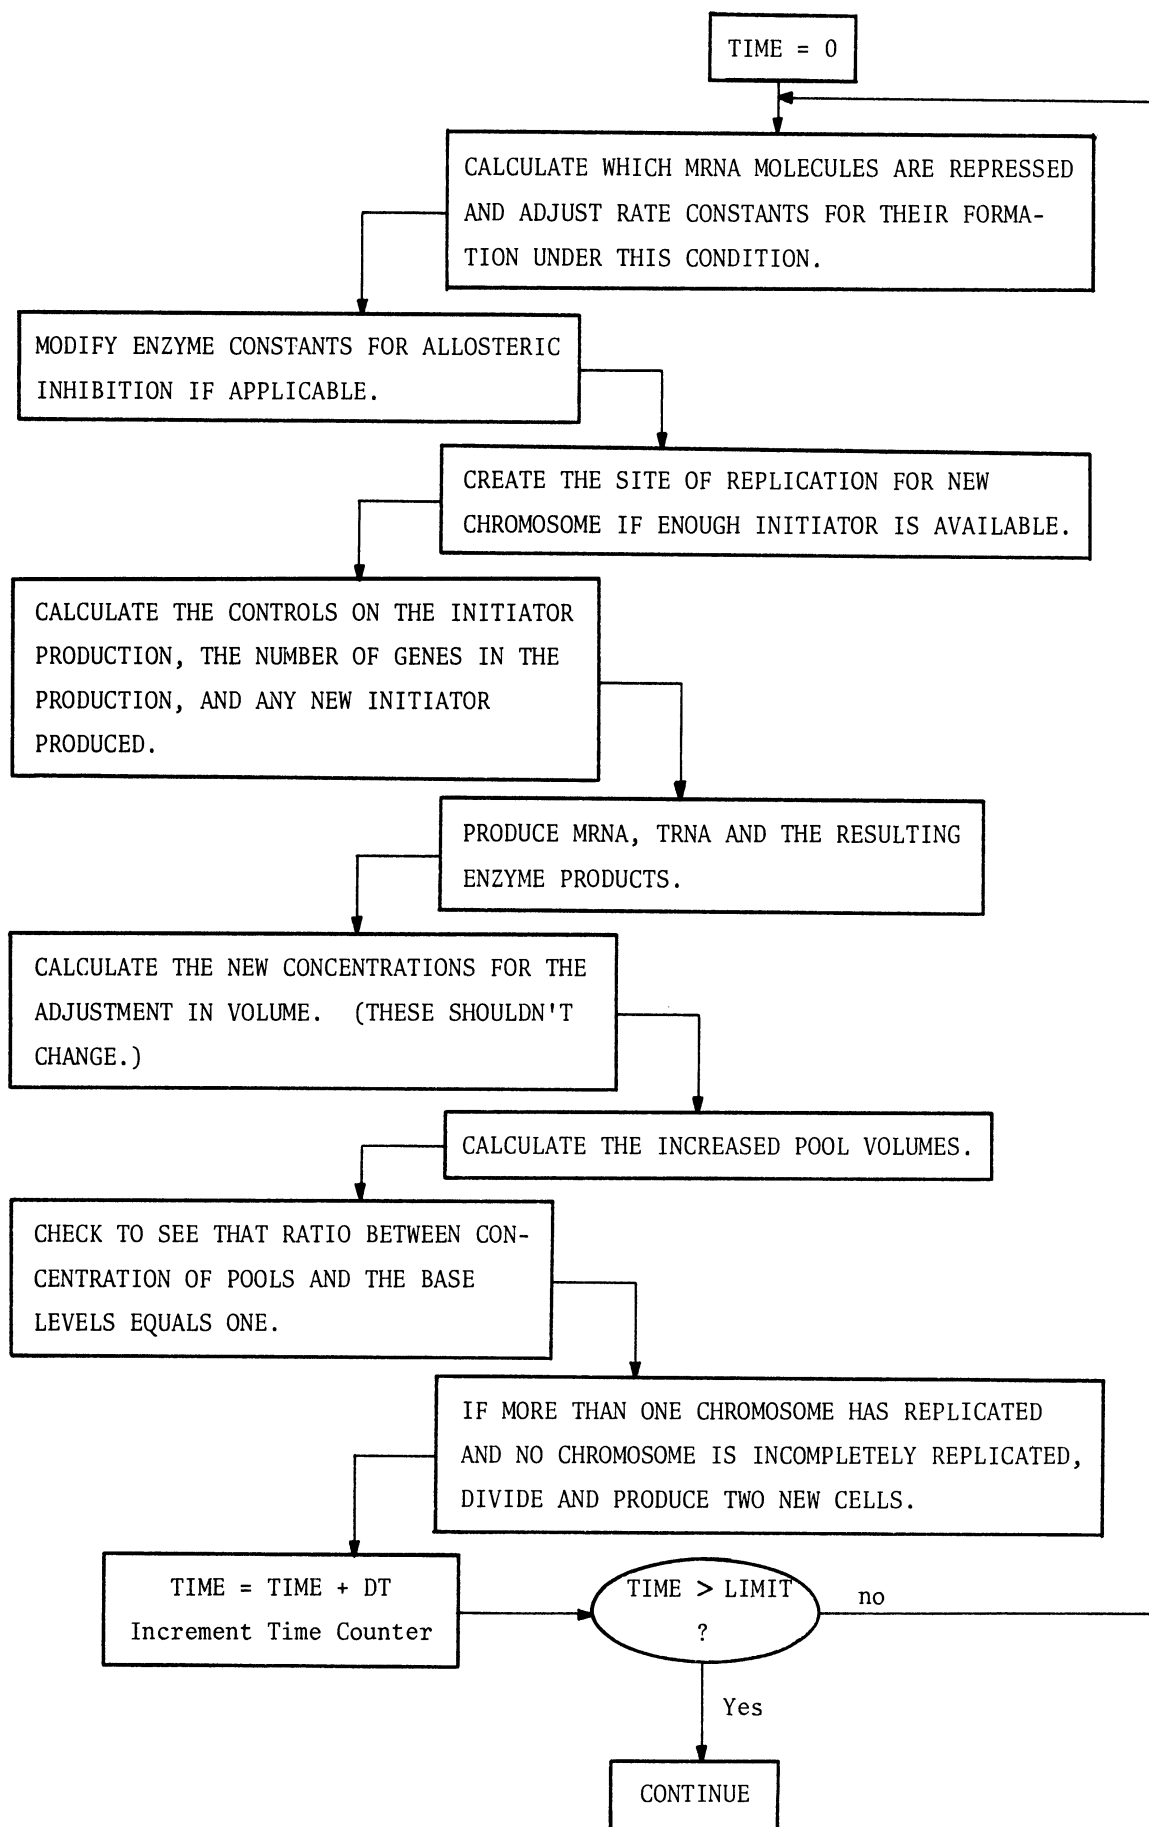 TIME = 0
CALCULATE WHICH MRNA MOLECULES ARE REPRESSED
AND ADJUST RATE CONSTANTS FOR THEIR FORMA-
TION UNDER THIS CONDITION.
MODIFY ENZYME CONSTANTS FOR ALLOSTERIC
INHIBITION IF APPLICABLE.
CREATE THE SITE OF REPLICATION FOR NEW
CHROMOSOME IF ENOUGH INITIATOR IS AVAILABLE.
CALCULATE THE CONTROLS ON THE INITIATOR
PRODUCTION, THE NUMBER OF GENES IN THE
PRODUCTION, AND ANY NEW INITIATOR
PRODUCED.
PRODUCE MRNA, TRNA AND THE RESULTING
ENZYME PRODUCTS.
CALCULATE THE NEW CONCENTRATIONS FOR THE
ADJUSTMENT IN VOLUME. (THESE SHOULDN'T
CHANGE.)
CALCULATE THE INCREASED POOL VOLUMES.
CHECK TO SEE THAT RATIO BETWEEN CON-
CENTRATION OF POOLS AND THE BASE
LEVELS EQUALS ONE.
IF MORE THAN ONE CHROMOSOME HAS REPLICATED
AND NO CHROMOSOME IS INCOMPLETELY REPLICATED,
DIVIDE AND PRODUCE TWO NEW CELLS.
TIME = TIME + DT
Increment Time Counter
TIME > LIMIT
?
no
Yes
CONTINUE